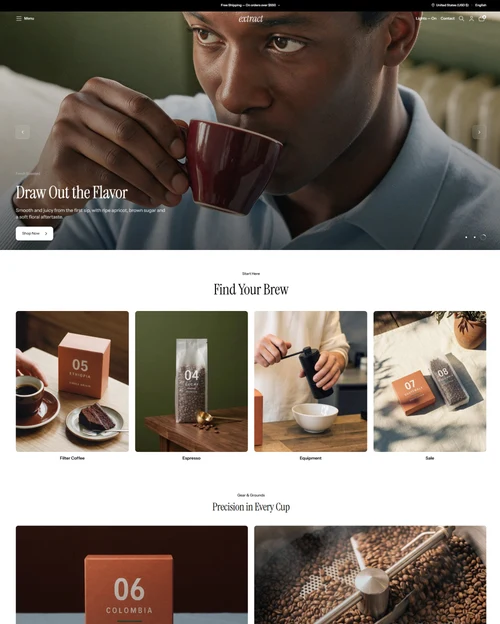 Free Shipping — On orders over $50
United States (USD $)
English
Menu
extract
Lights — On
Contact
Draw Out the Flavor
Smooth and juicy from the first sip, with ripe apricot, brown sugar and
a soft floral aftertaste.
Shop Now
Start Here
Find Your Brew
05
ETHIOPIA
04
07
COLOMBIA
08
Filter Coffee
Espresso
Equipment
Sale
Gear & Grounds
Precision in Every Cup
06
COLOMBIA